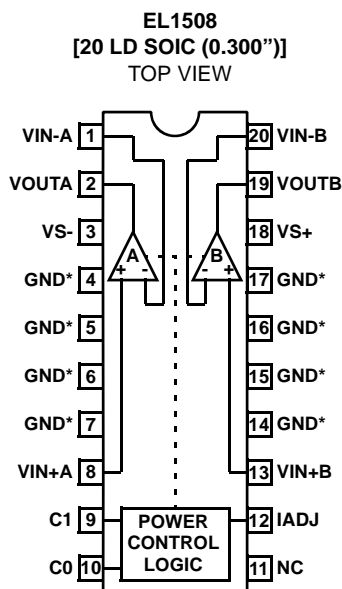 EL1508
[20 LD SOIC (0.300”)]
TOP VIEW
VIN-A 1 20 VIN-B
VOUTA 2 19 VOUTB
VS- 3 18 VS+
A B
+ - - +
GND* 4 17 GND*
GND* 5 16 GND*
GND* 6 15 GND*
GND* 7 14 GND*
VIN+A 8 13 VIN+B
C1 9 POWER 12 IADJ
CONTROL
C0 10 LOGIC 11 NC